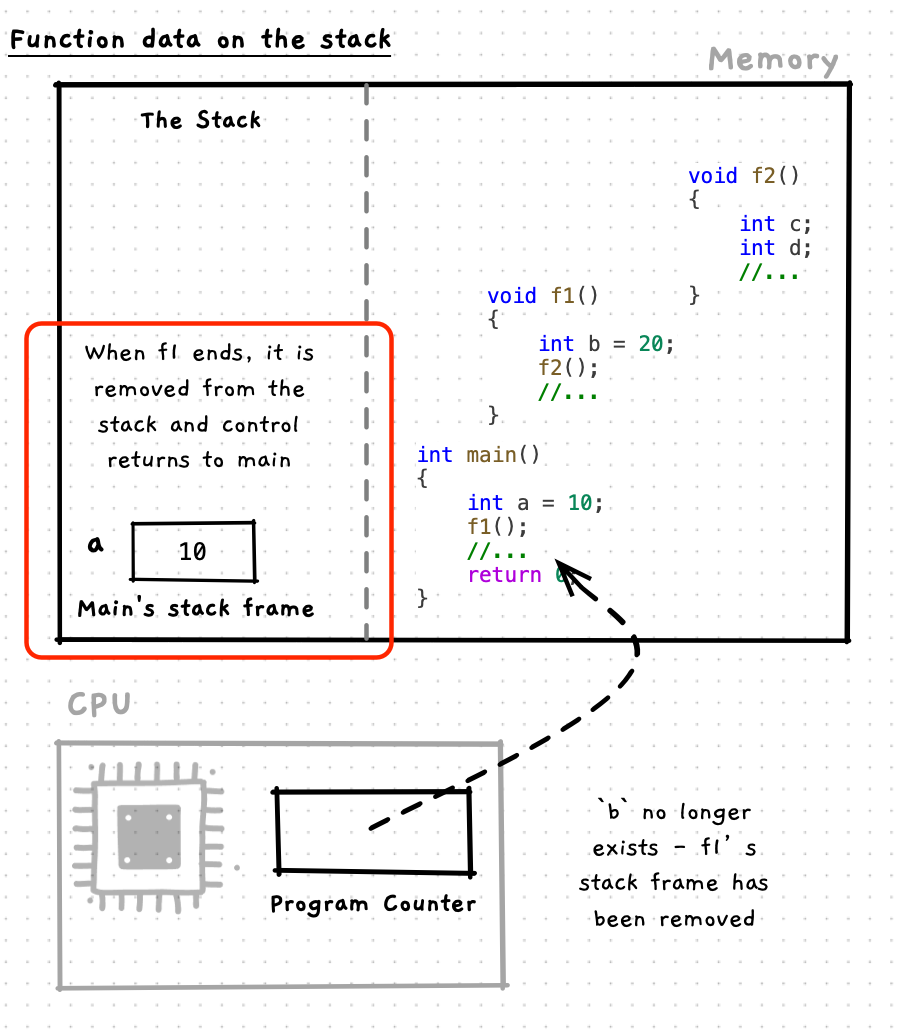 Function data on the stack
Memory
The Stack
void f2()
{
int c;
int d;
//...
}
void f1()
{
int b = 20;
f2();
//...
}
When f1 ends, it is
removed from the
stack and control
returns to main
int main()
{
int a = 10;
f1();
//...
return 0;
}
a
10
Main's stack frame
CPU
Program Counter
`b` no longer
exists - f1's
stack frame has
been removed